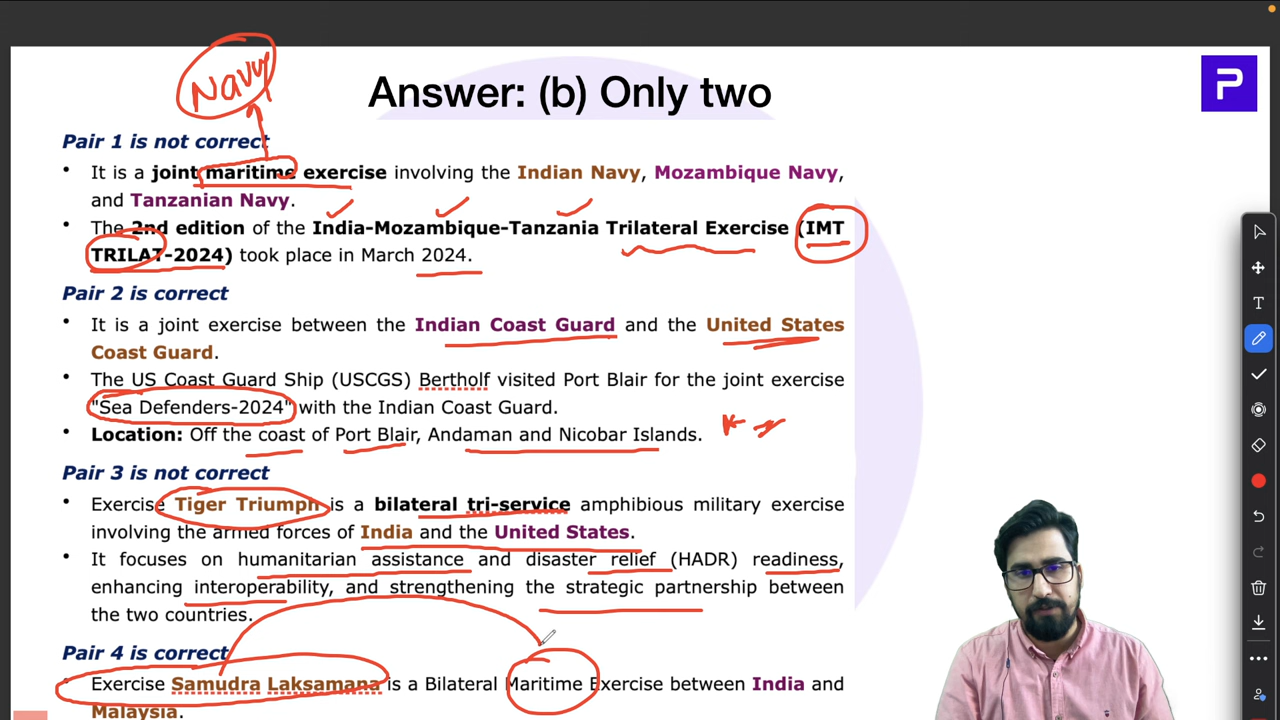 Navy
P
Answer: (b) Only two
Pair 1 is not correct
• It is a joint maritime exercise involving the Indian Navy, Mozambique Navy,
and Tanzanian Navy.
• The 2nd edition of the India-Mozambique-Tanzania Trilateral Exercise (IMT
TRILAT-2024) took place in March 2024.
Pair 2 is correct
• It is a joint exercise between the Indian Coast Guard and the United States
Coast Guard.
• The US Coast Guard Ship (USCGS) Bertholf visited Port Blair for the joint exercise
"Sea Defenders-2024" with the Indian Coast Guard.
• Location: Off the coast of Port Blair, Andaman and Nicobar Islands.
Pair 3 is not correct
• Exercise Tiger Triumph is a bilateral tri-service amphibious military exercise
involving the armed forces of India and the United States.
• It focuses on humanitarian assistance and disaster relief (HADR) readiness,
enhancing interoperability, and strengthening the strategic partnership between
the two countries.
Pair 4 is correct
• Exercise Samudra Laksamana is a Bilateral Maritime Exercise between India and
Malaysia.